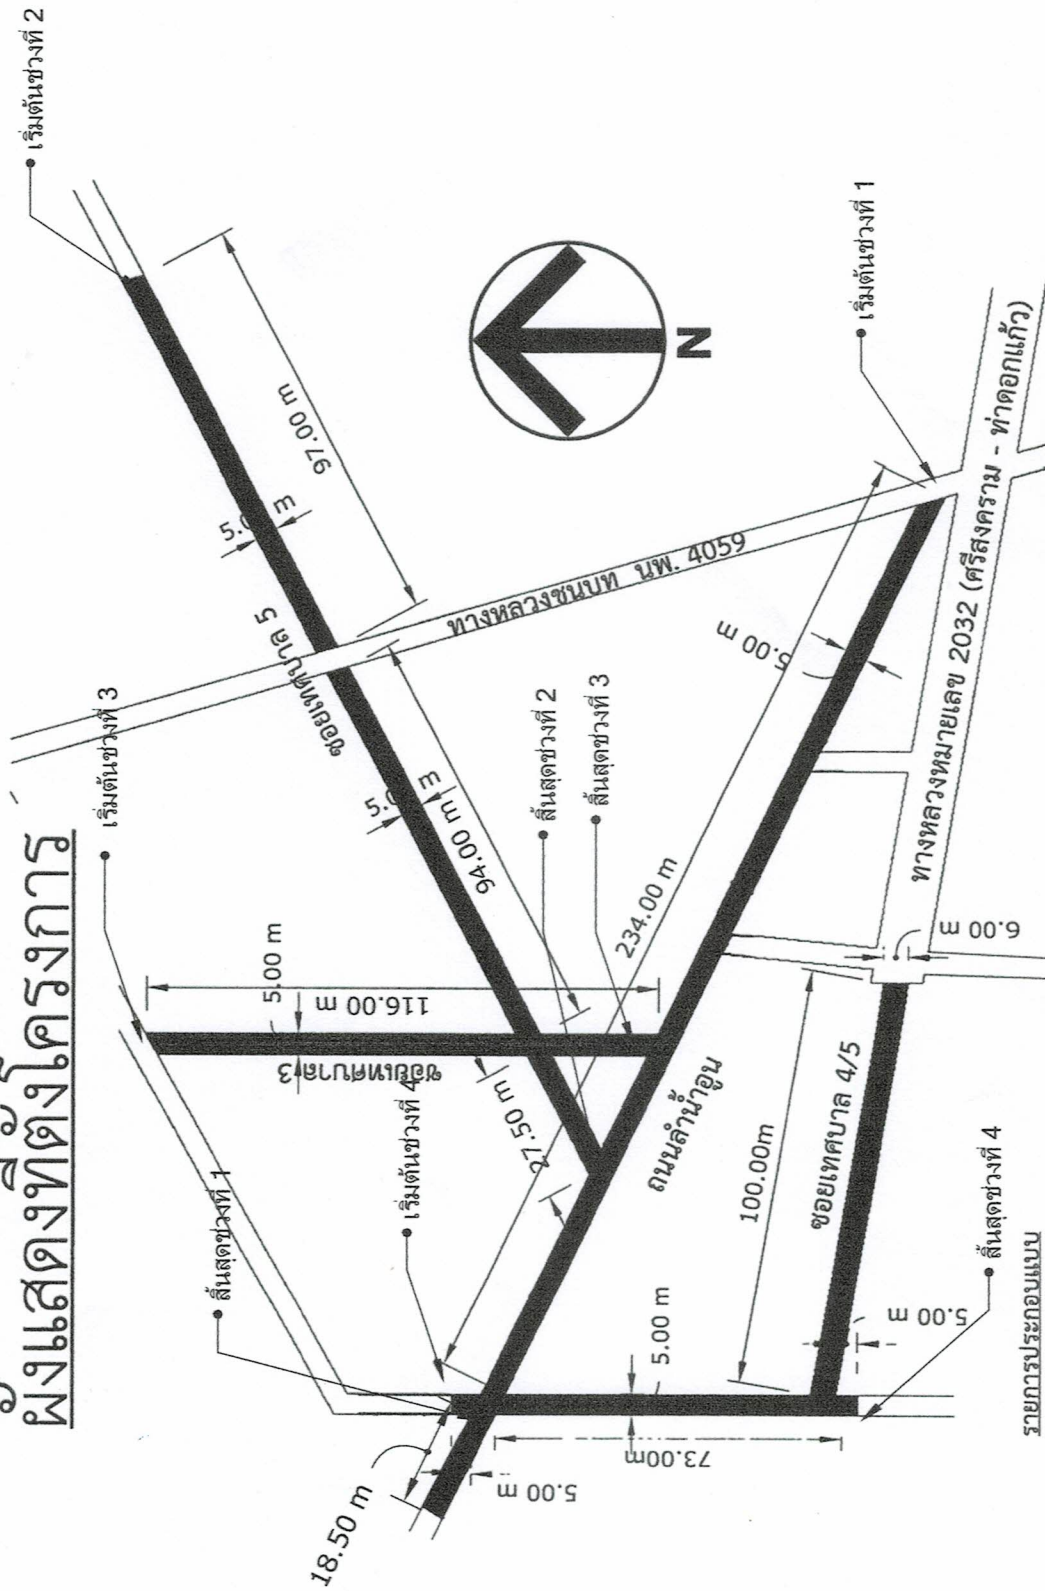 ผังแสดงที่ตั้งโครงการ
เริ่มต้นช่วงที่ 2
97.00 m
N
เริ่มต้นช่วงที่ 1
เริ่มต้นช่วงที่ 3
ซอยเทศบาล 5
ทางหลวงชนบท นพ. 4059
5.00 m
94.00 m
สิ้นสุดช่วงที่ 2
สิ้นสุดช่วงที่ 3
234.00 m
ทางหลวงหมายเลข 2032 (ศรีสงคราม - ท่าดอกแก้ว)
6.00 m
5.00 m
116.00 m
ซอยเทศบาล3
เริ่มต้นช่วงที่ 4
27.50 m
ถนนลำน้ำอูน
100.00m
ซอยเทศบาล 4/5
สิ้นสุดช่วงที่ 1
สิ้นสุดช่วงที่ 4
5.00 m
5.00 m
73.00m
5.00 m
18.50 m
รายการประกอบแบบ